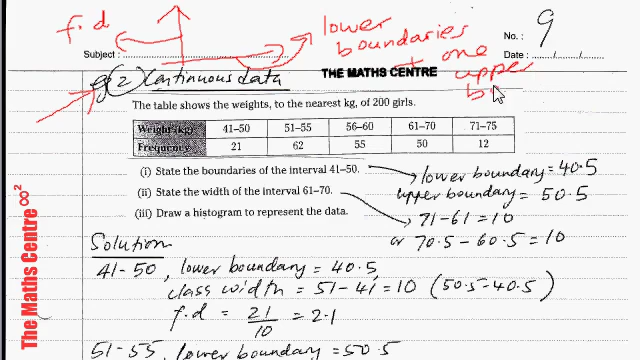 f.d
lower
boundaries
+ one
upper
b
No.: 9
Subject:
Date:
eg(2) Continuous data
THE MATHS CENTRE
The table shows the weights, to the nearest kg, of 200 girls.
Weight (kg) 41–50 51–55 56–60 61–70 71–75
Frequency 21 62 55 50 12
(i) State the boundaries of the interval 41–50.
lower boundary = 40.5
upper boundary = 50.5
(ii) State the width of the interval 61–70.
71-61 = 10
(iii) Draw a histogram to represent the data.
or 70.5-60.5 = 10
Solution
41-50, lower boundary = 40.5,
class width = 51-41 = 10 (50.5-40.5)
f.d = 21/10 = 2.1
51-55, lower boundary = 50.5
The Maths Centre ∞²